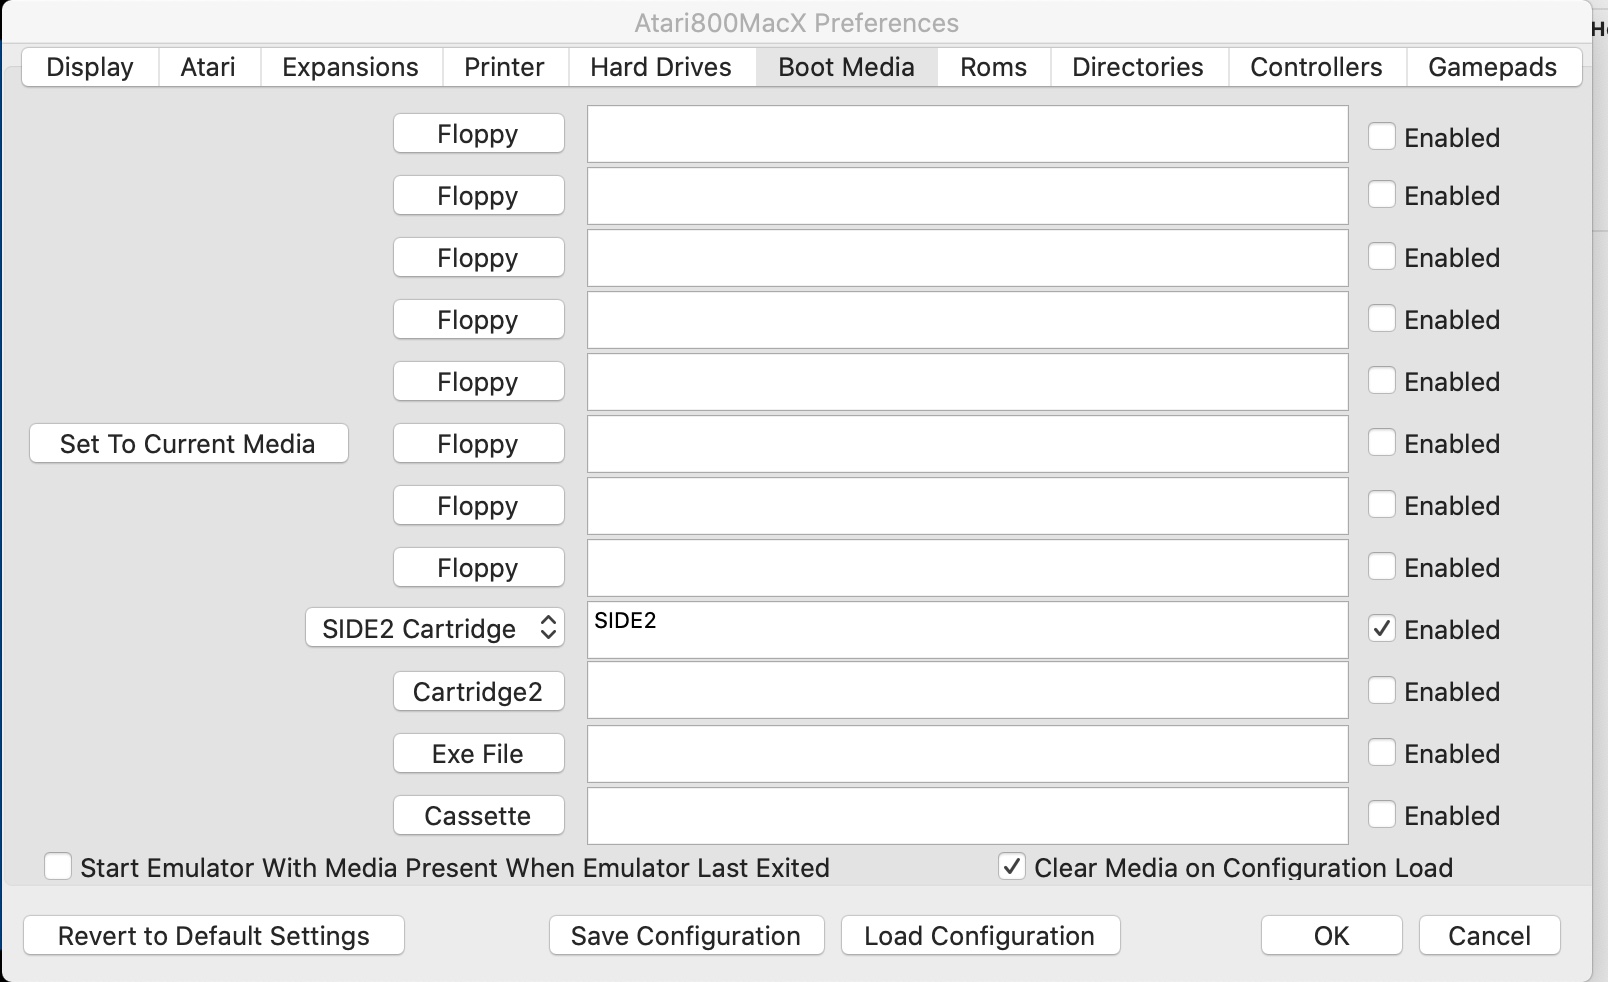 Atari800MacX Preferences
Display Atari Expansions Printer Hard Drives Boot Media Roms Directories Controllers Gamepads
Floppy Enabled
Floppy Enabled
Floppy Enabled
Floppy Enabled
Floppy Enabled
Set To Current Media Floppy Enabled
Floppy Enabled
Floppy Enabled
SIDE2 Cartridge SIDE2 Enabled
Cartridge2 Enabled
Exe File Enabled
Cassette Enabled
Start Emulator With Media Present When Emulator Last Exited Clear Media on Configuration Load
Revert to Default Settings Save Configuration Load Configuration OK Cancel